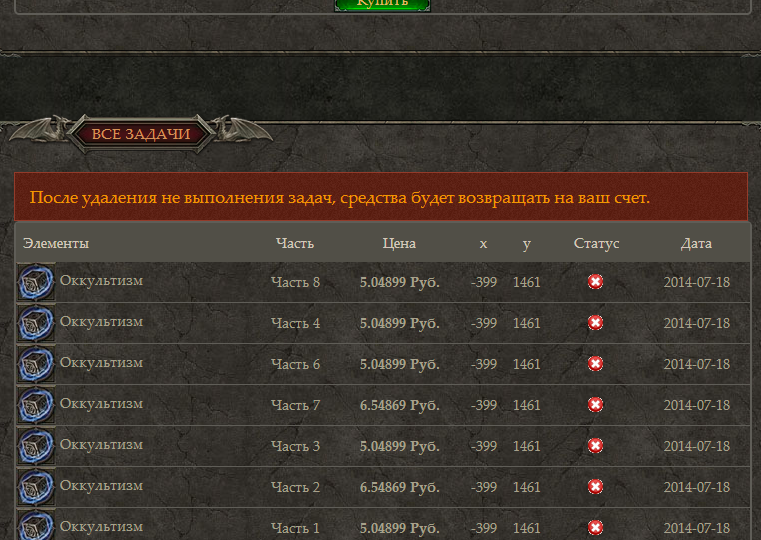 Купить
ВСЕ ЗАДАЧИ
После удаления не выполнения задач, средства будет возвращать на ваш счет.
Элементы Часть Цена x y Статус Дата
Оккультизм Часть 8 5.04899 Руб. -399 1461 2014-07-18
Оккультизм Часть 4 5.04899 Руб. -399 1461 2014-07-18
Оккультизм Часть 6 5.04899 Руб. -399 1461 2014-07-18
Оккультизм Часть 7 6.54869 Руб. -399 1461 2014-07-18
Оккультизм Часть 3 5.04899 Руб. -399 1461 2014-07-18
Оккультизм Часть 2 6.54869 Руб. -399 1461 2014-07-18
Оккультизм Часть 1 5.04899 Руб. -399 1461 2014-07-18